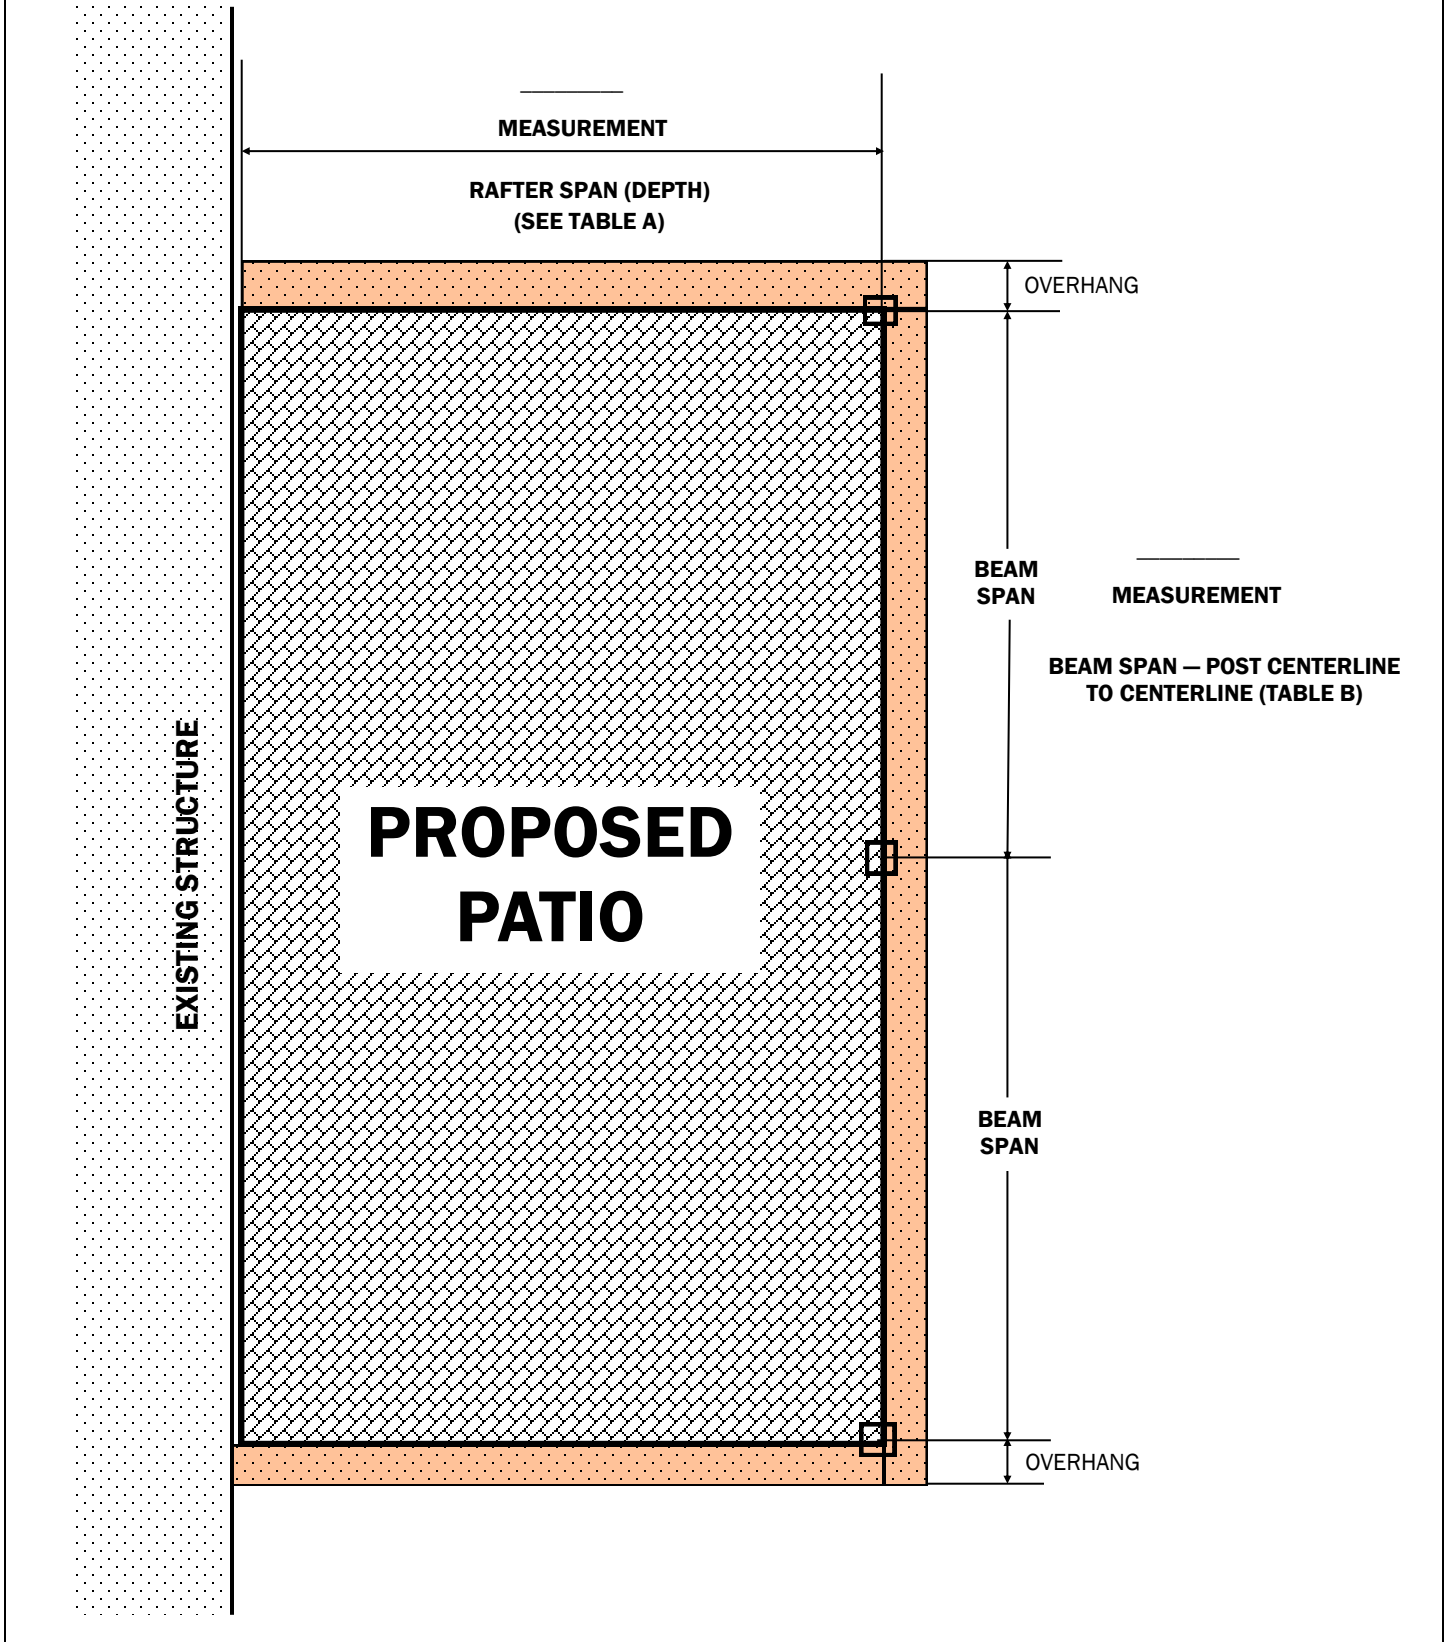 MEASUREMENT
RAFTER SPAN (DEPTH)
(SEE TABLE A)
OVERHANG
BEAM
SPAN
MEASUREMENT
BEAM SPAN — POST CENTERLINE
TO CENTERLINE (TABLE B)
EXISTING STRUCTURE
PROPOSED
PATIO
BEAM
SPAN
OVERHANG